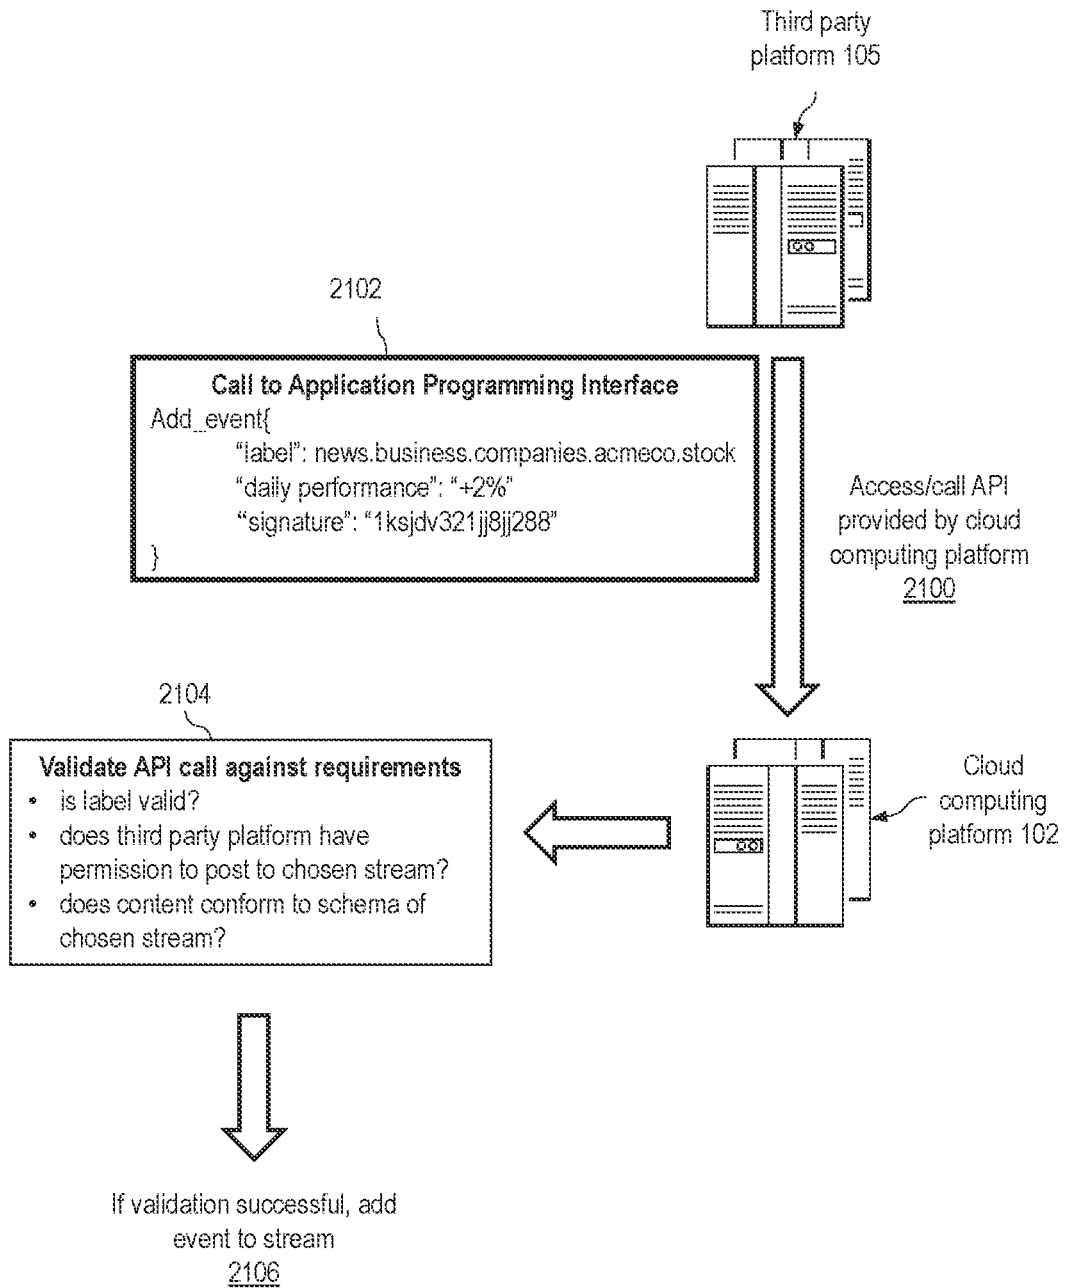 Third party
platform 105
2102
Call to Application Programming Interface
Add_event{
“label”: news.business.companies.acmeco.stock
“daily performance”: “+2%”
“signature”: “1ksjdv321jj8jj288”
}
Access/call API
provided by cloud
computing platform
2100
2104
Validate API call against requirements
• is label valid?
• does third party platform have
permission to post to chosen stream?
• does content conform to schema of
chosen stream?
Cloud
computing
platform 102
If validation successful, add
event to stream
2106